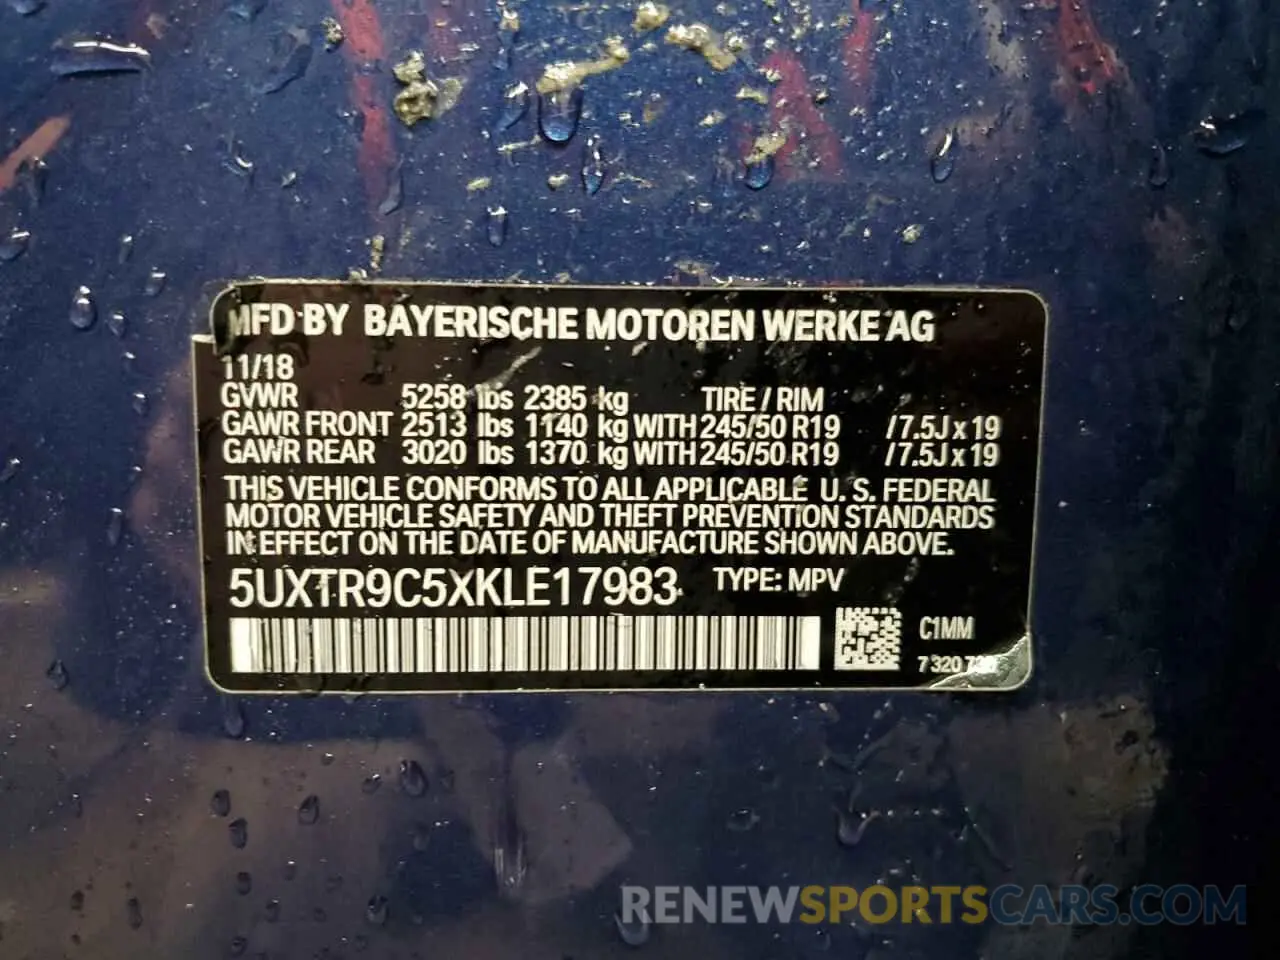 MFD BY BAYERISCHE MOTOREN WERKE AG
11/18
GVWR 5258 lbs 2385 kg TIRE / RIM
GAWR FRONT 2513 lbs 1140 kg WITH 245/50 R19 /7.5J x 19
GAWR REAR 3020 lbs 1370 kg WITH 245/50 R19 /7.5J x 19
THIS VEHICLE CONFORMS TO ALL APPLICABLE U. S. FEDERAL
MOTOR VEHICLE SAFETY AND THEFT PREVENTION STANDARDS
IN EFFECT ON THE DATE OF MANUFACTURE SHOWN ABOVE.
5UXTR9C5XKLE17983 TYPE: MPV
C1MM
7 320
RENEWSPORTSCARS.COM